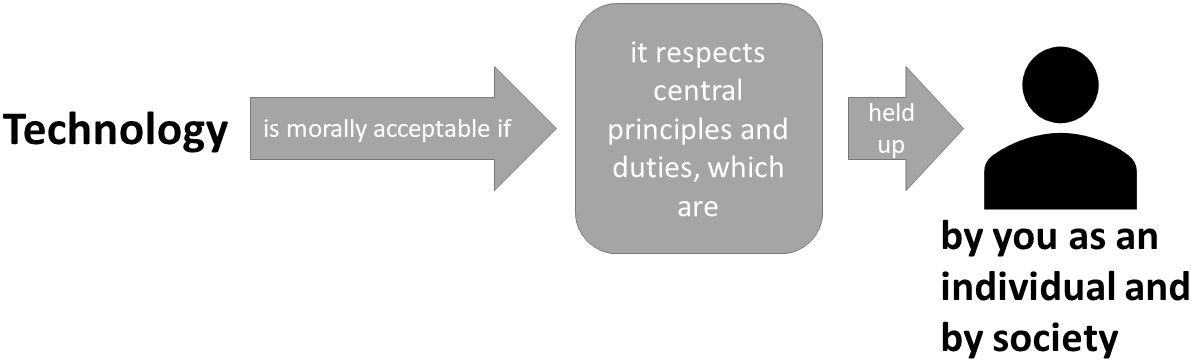 Technology
is morally acceptable if
it respects
central
principles and
duties, which
are
held
up
by you as an
individual and
by society